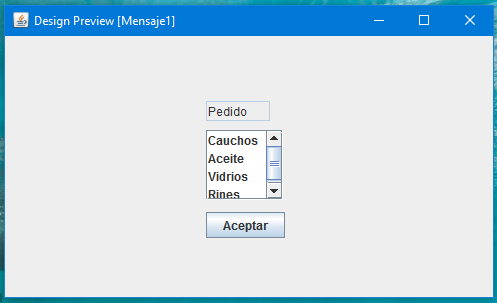 Design Preview [Mensaje1]
Pedido
Cauchos
Aceite
Vidrios
Rines
Aceptar